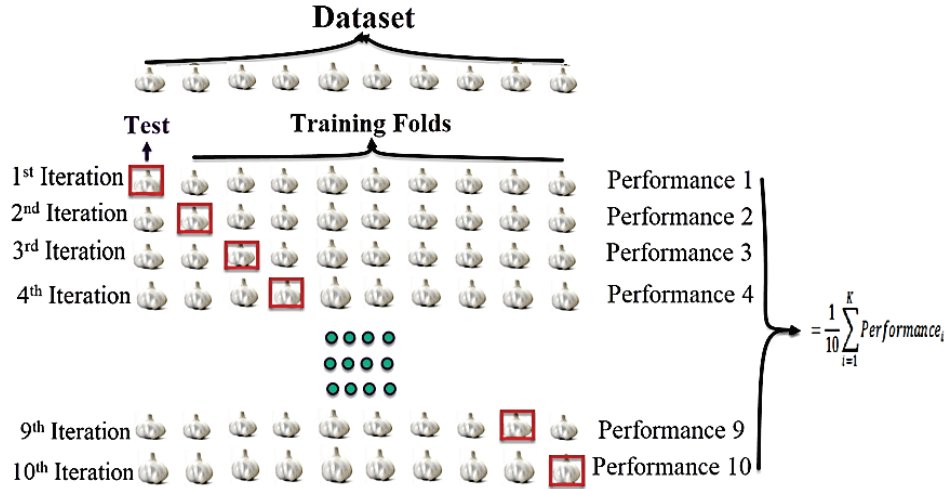 Dataset
Test
Training Folds
1st Iteration
Performance 1
2nd Iteration
Performance 2
3rd Iteration
Performance 3
4th Iteration
Performance 4
= 1/10 K ∑ i=1 Performance i
9th Iteration
Performance 9
10th Iteration
Performance 10